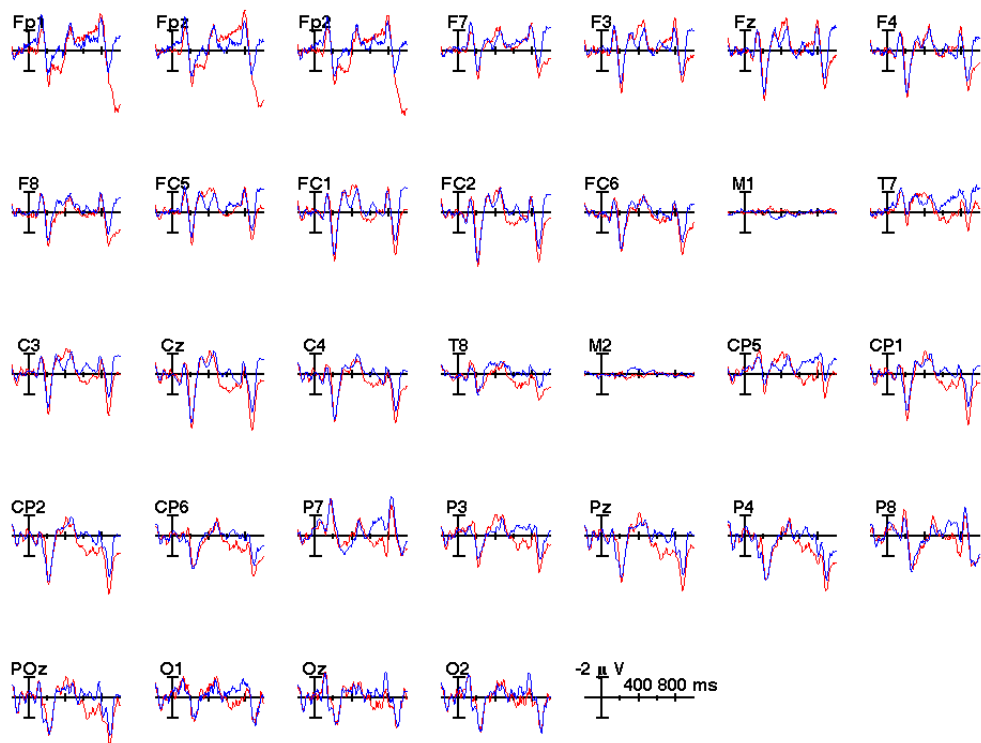 Fp1 Fpz Fp2 F7 F3 Fz F4
F8 FC5 FC1 FC2 FC6 M1 T7
C3 Cz C4 T8 M2 CP5 CP1
CP2 CP6 P7 P3 Pz P4 P8
POz O1 Oz O2 -2 µ V
400 800 ms